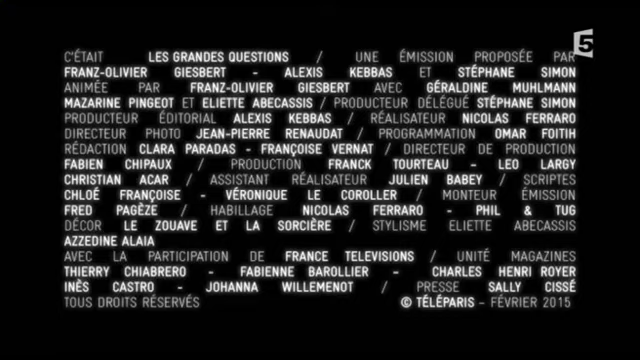 5
C'ÉTAIT LES GRANDES QUESTIONS / UNE ÉMISSION PROPOSÉE PAR
FRANZ-OLIVIER GIESBERT - ALEXIS KEBBAS ET STÉPHANE SIMON
ANIMÉE PAR FRANZ-OLIVIER GIESBERT AVEC GÉRALDINE MUHLMANN
MAZARINE PINGEOT ET ELIETTE ABECASSIS / PRODUCTEUR DÉLÉGUÉ STÉPHANE SIMON
PRODUCTEUR ÉDITORIAL ALEXIS KEBBAS / RÉALISATEUR NICOLAS FERRARO
DIRECTEUR PHOTO JEAN-PIERRE RENAUDAT / PROGRAMMATION OMAR FOITH
RÉDACTION CLARA PARADAS - FRANÇOISE VERNAT / DIRECTEUR DE PRODUCTION
FABIEN CHIPAUX / PRODUCTION FRANCK TOURTEAU - LEO LARGY
CHRISTIAN ACAR / ASSISTANT RÉALISATEUR JULIEN BABEY / SCRIPTES
CHLOÉ FRANÇOISE - VÉRONIQUE LE COROLLER / MONTEUR ÉMISSION
FRED PAGÈZE / HABILLAGE NICOLAS FERRARO - PHIL & TUG
DÉCOR LE ZOUAVE ET LA SORCIÈRE / STYLISME ELIETTE ABECASSIS
AZZEDINE ALAIA
AVEC LA PARTICIPATION DE FRANCE TELEVISIONS / UNITÉ MAGAZINES
THIERRY CHIABRERO - FABIENNE BAROLLIER - CHARLES HENRI ROYER
INÈS CASTRO - JOHANNA WILLEMENOT / PRESSE SALLY CISSÉ
TOUS DROITS RÉSERVÉS © TÉLÉPARIS - FÉVRIER 2015